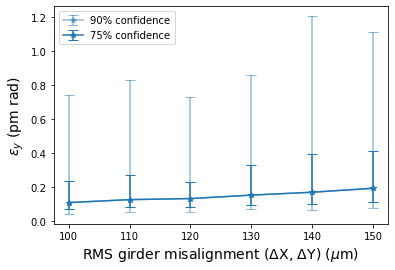 1.2
1.0
0.8
0.6
0.4
0.2
0.0
εy (pm rad)
90% confidence
75% confidence
100 110 120 130 140 150
RMS girder misalignment (ΔX, ΔY) (μm)